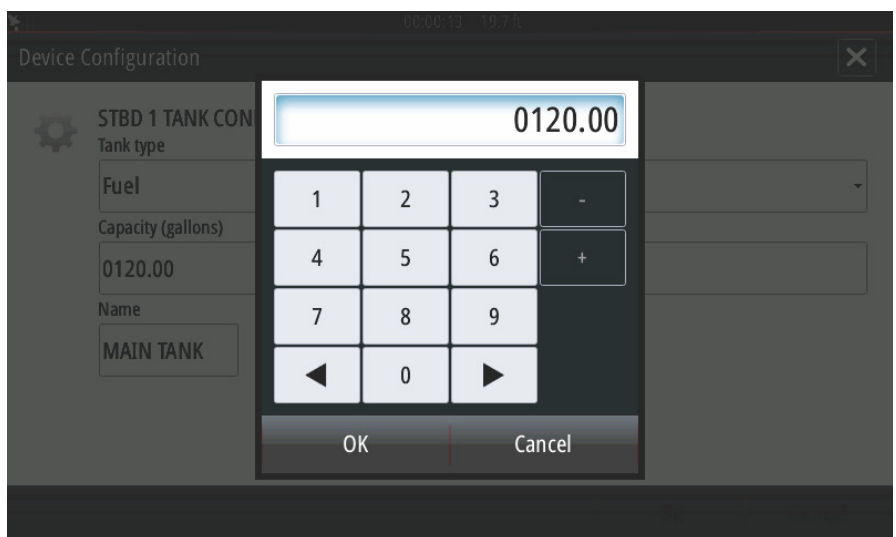 00:00:13 19.7 ft
Device Configuration
STBD 1 TANK CON
Tank type
Fuel
Capacity (gallons)
0120.00
Name
MAIN TANK
0120.00
1 2 3 -
4 5 6 +
7 8 9
0
OK Cancel